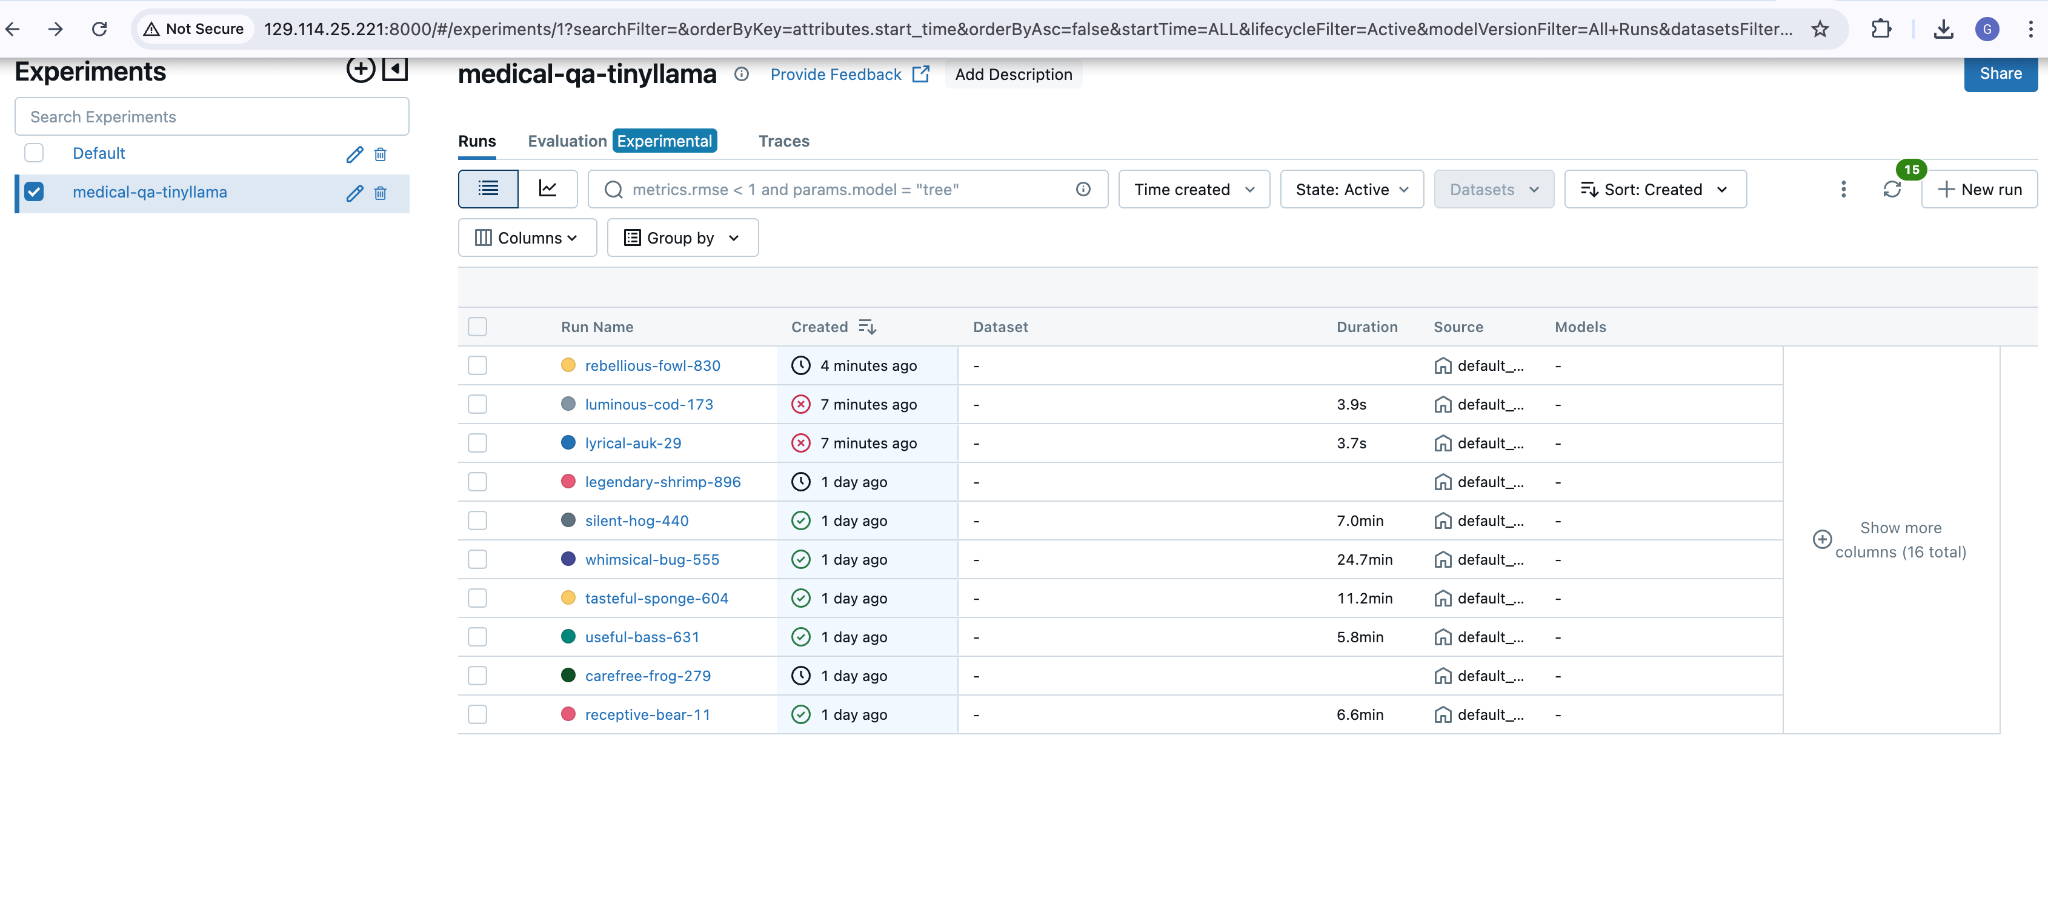 Not Secure 129.114.25.221:8000/#/experiments/1?searchFilter=&orderByKey=attributes.start_time&orderByAsc=false&startTime=ALL&lifecycleFilter=Active&modelVersionFilter=All+Runs&datasetsFilter... G
Experiments
Search Experiments
Default
medical-qa-tinyllama
medical-qa-tinyllama Provide Feedback Add Description Share
Runs Evaluation Experimental Traces
metrics.rmse < 1 and params.model = "tree" Time created State: Active Datasets Sort: Created 15 New run
Columns Group by
Run Name Created Dataset Duration Source Models
rebellious-fowl-830 4 minutes ago - default_... -
luminous-cod-173 7 minutes ago - 3.9s default_... -
lyrical-auk-29 7 minutes ago - 3.7s default_... -
legendary-shrimp-896 1 day ago - default_... -
silent-hog-440 1 day ago - 7.0min default_... -
whimsical-bug-555 1 day ago - 24.7min default_... -
tasteful-sponge-604 1 day ago - 11.2min default_... -
useful-bass-631 1 day ago - 5.8min default_... -
carefree-frog-279 1 day ago - default_... -
receptive-bear-11 1 day ago - 6.6min default_... -
Show more
columns (16 total)